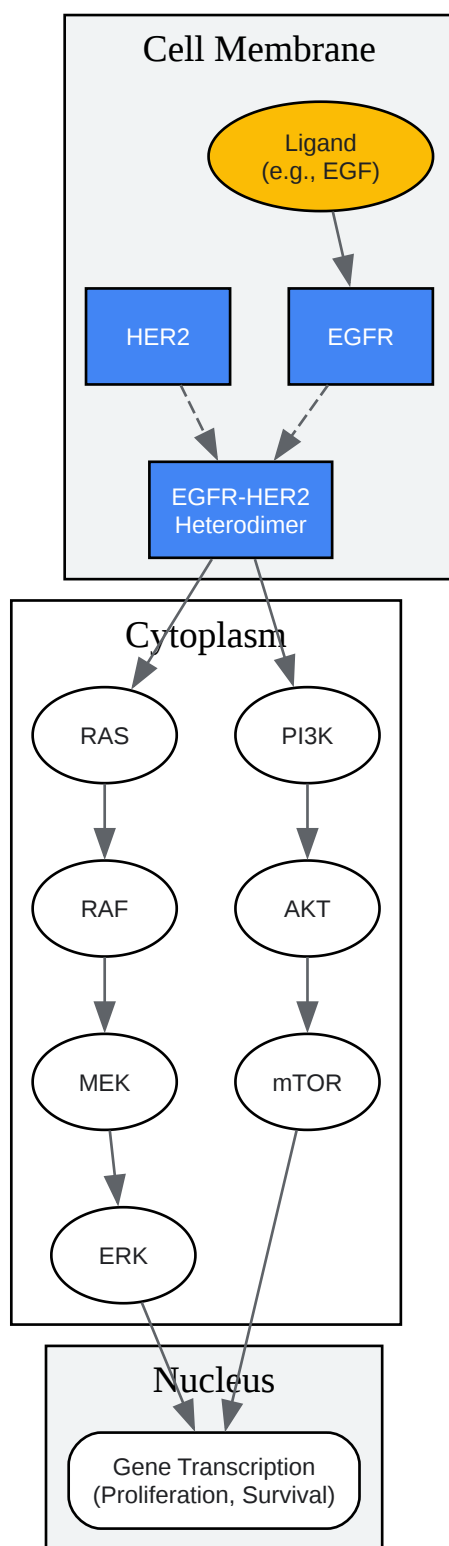 Cell Membrane
Ligand
(e.g., EGF)
HER2
EGFR
EGFR-HER2
Heterodimer
Cytoplasm
RAS
PI3K
RAF
AKT
MEK
mTOR
ERK
Nucleus
Gene Transcription
(Proliferation, Survival)